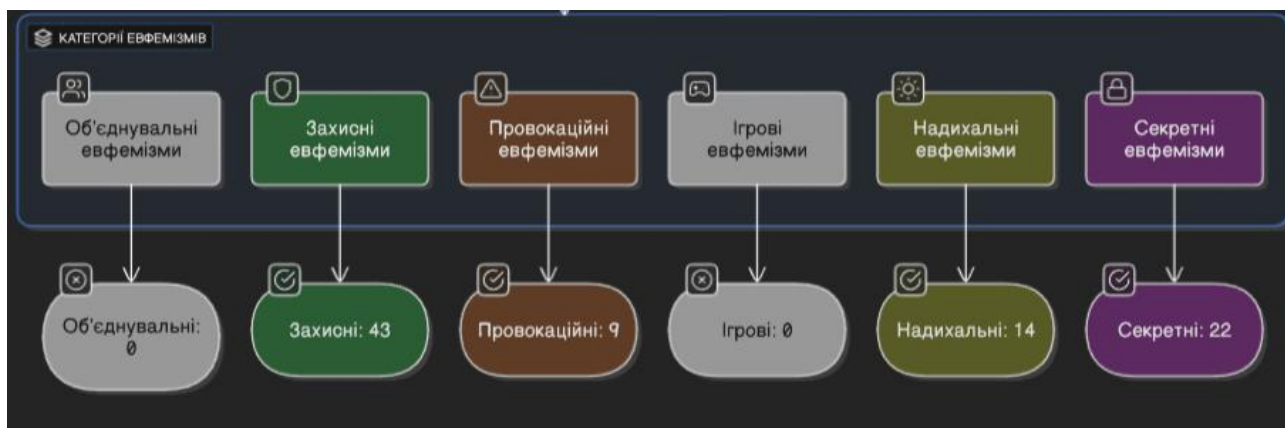 КАТЕГОРІЇ ЕВФЕМІЗМІВ
Об'єднувальні
евфемізми
Захисні
евфемізми
Провокаційні
евфемізми
Ігрові
евфемізми
Надихальні
евфемізми
Секретні
евфемізми
Об'єднувальні:
0
Захисні: 43
Провокаційні: 9
Ігрові: 0
Надихальні: 14
Секретні: 22